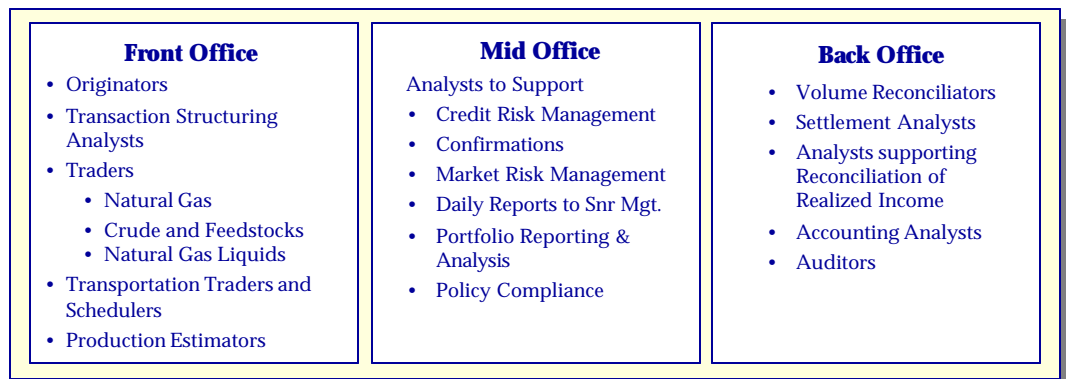 Front Office
• Originators
• Transaction Structuring
Analysts
• Traders
• Natural Gas
• Crude and Feedstocks
• Natural Gas Liquids
• Transportation Traders and
Schedulers
• Production Estimators
Mid Office
Analysts to Support
• Credit Risk Management
• Confirmations
• Market Risk Management
• Daily Reports to Snr Mgt.
• Portfolio Reporting &
Analysis
• Policy Compliance
Back Office
• Volume Reconciliators
• Settlement Analysts
• Analysts supporting
Reconciliation of
Realized Income
• Accounting Analysts
• Auditors